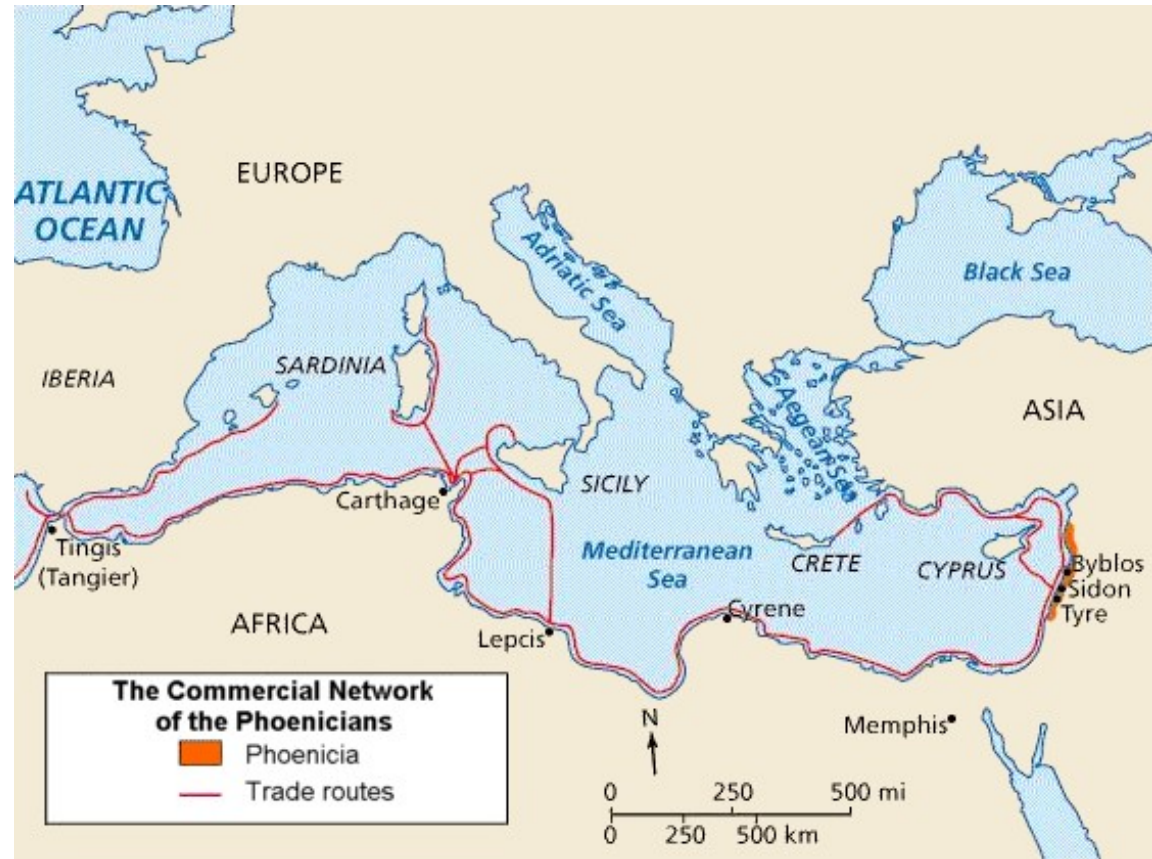 EUROPE
ATLANTIC
OCEAN
Adriatic Sea
Black Sea
IBERIA
SARDINIA
ASIA
Aegean Sea
SICILY
Carthage
Tingis
(Tangier)
Mediterranean
Sea
CRETE
CYPRUS
Byblos
Sidon
Tyre
AFRICA
Lepcis
Cyrene
Memphis
The Commercial Network
of the Phoenicians
Phoenicia
Trade routes
N
0 250 500 mi
0 250 500 km